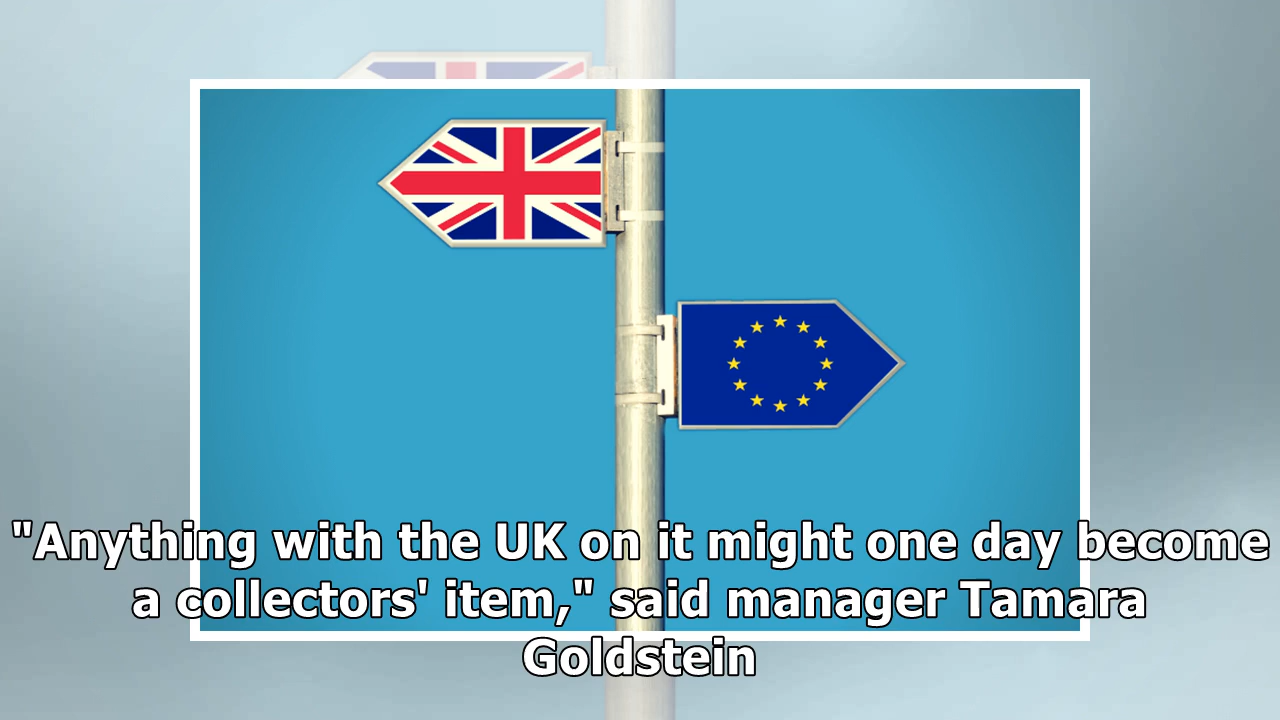 "Anything with the UK on it might one day become
a collectors' item," said manager Tamara
Goldstein